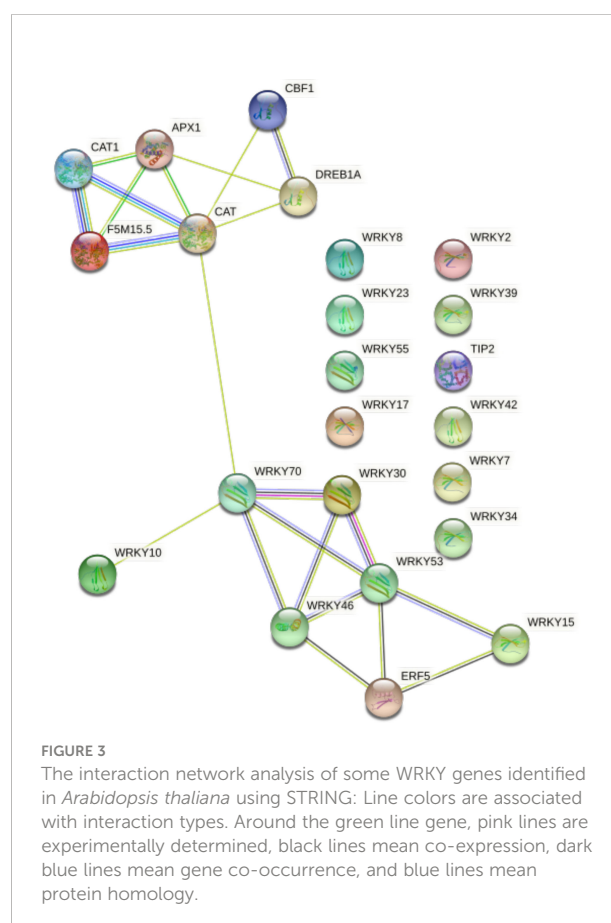 CBF1
APX1
CAT1
DREB1A
CAT
F5M15.5
WRKY8
WRKY2
WRKY23
WRKY39
WRKY55
TIP2
WRKY17
WRKY42
WRKY70
WRKY30
WRKY7
WRKY34
WRKY10
WRKY53
WRKY46
WRKY15
ERF5
FIGURE 3
The interaction network analysis of some WRKY genes identified
in Arabidopsis thaliana using STRING: Line colors are associated
with interaction types. Around the green line gene, pink lines are
experimentally determined, black lines mean co-expression, dark
blue lines mean gene co-occurrence, and blue lines mean
protein homology.